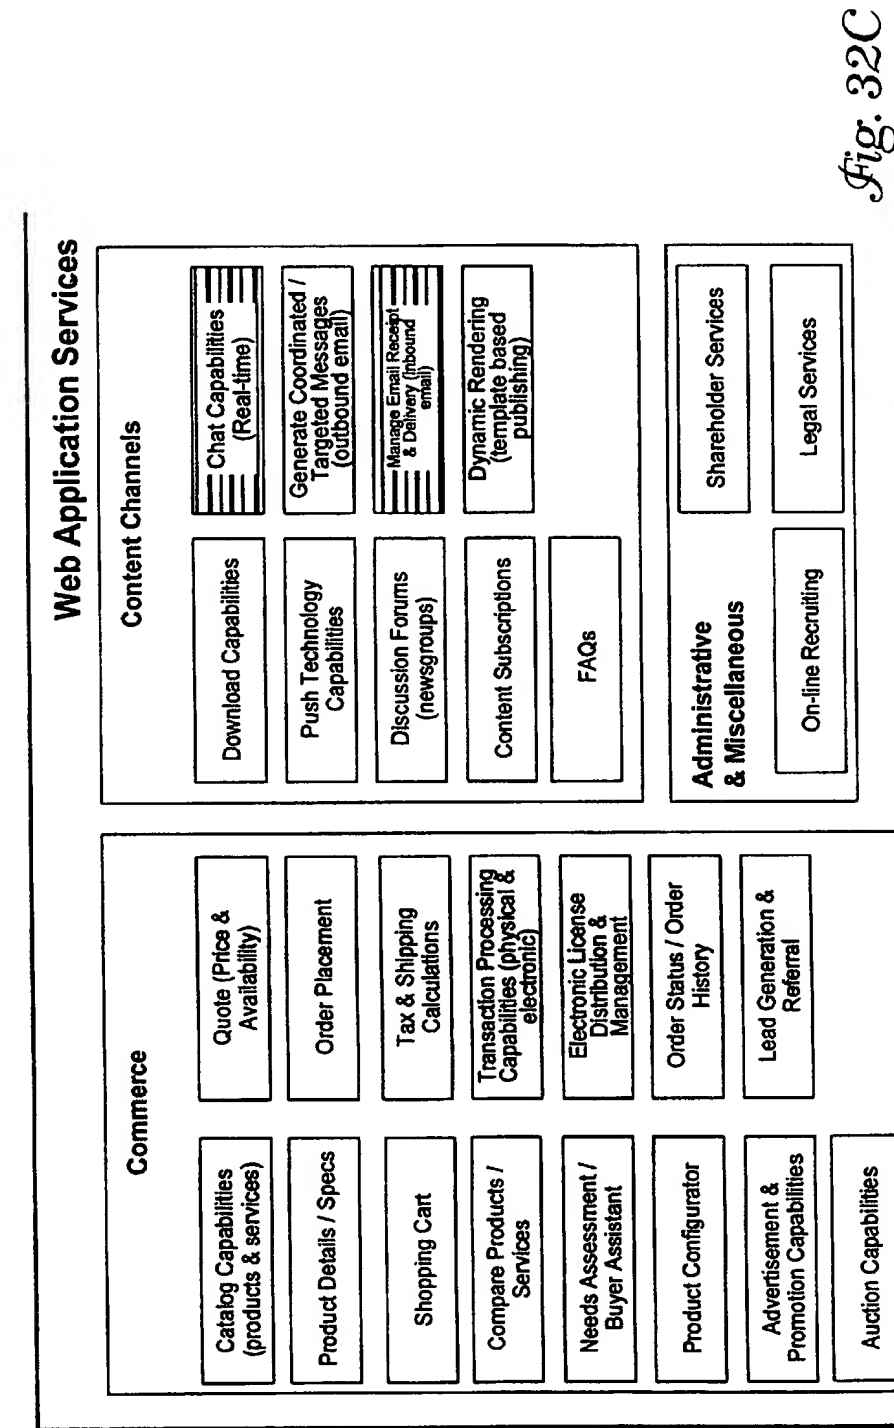 Web Application Services
Commerce
Catalog Capabilities
(products & services)
Quote (Price &
Availability)
Product Details / Specs
Order Placement
Shopping Cart
Tax & Shipping
Calculations
Compare Products /
Services
Transaction Processing
Capabilities (physical &
electronic)
Needs Assessment /
Buyer Assistant
Electronic License
Distribution &
Management
Product Configurator
Order Status / Order
History
Advertisement &
Promotion Capabilities
Lead Generation &
Referral
Auction Capabilities
Content Channels
Download Capabilities
Chat Capabilities
(Real-time)
Push Technology
Capabilities
Generate Coordinated /
Targeted Messages
(outbound email)
Discussion Forums
(newsgroups)
Manage Email Receipt
& Delivery (Inbound
email)
Content Subscriptions
Dynamic Rendering
(template based
publishing)
FAQs
Administrative
& Miscellaneous
Shareholder Services
On-line Recruiting
Legal Services
Fig. 32C